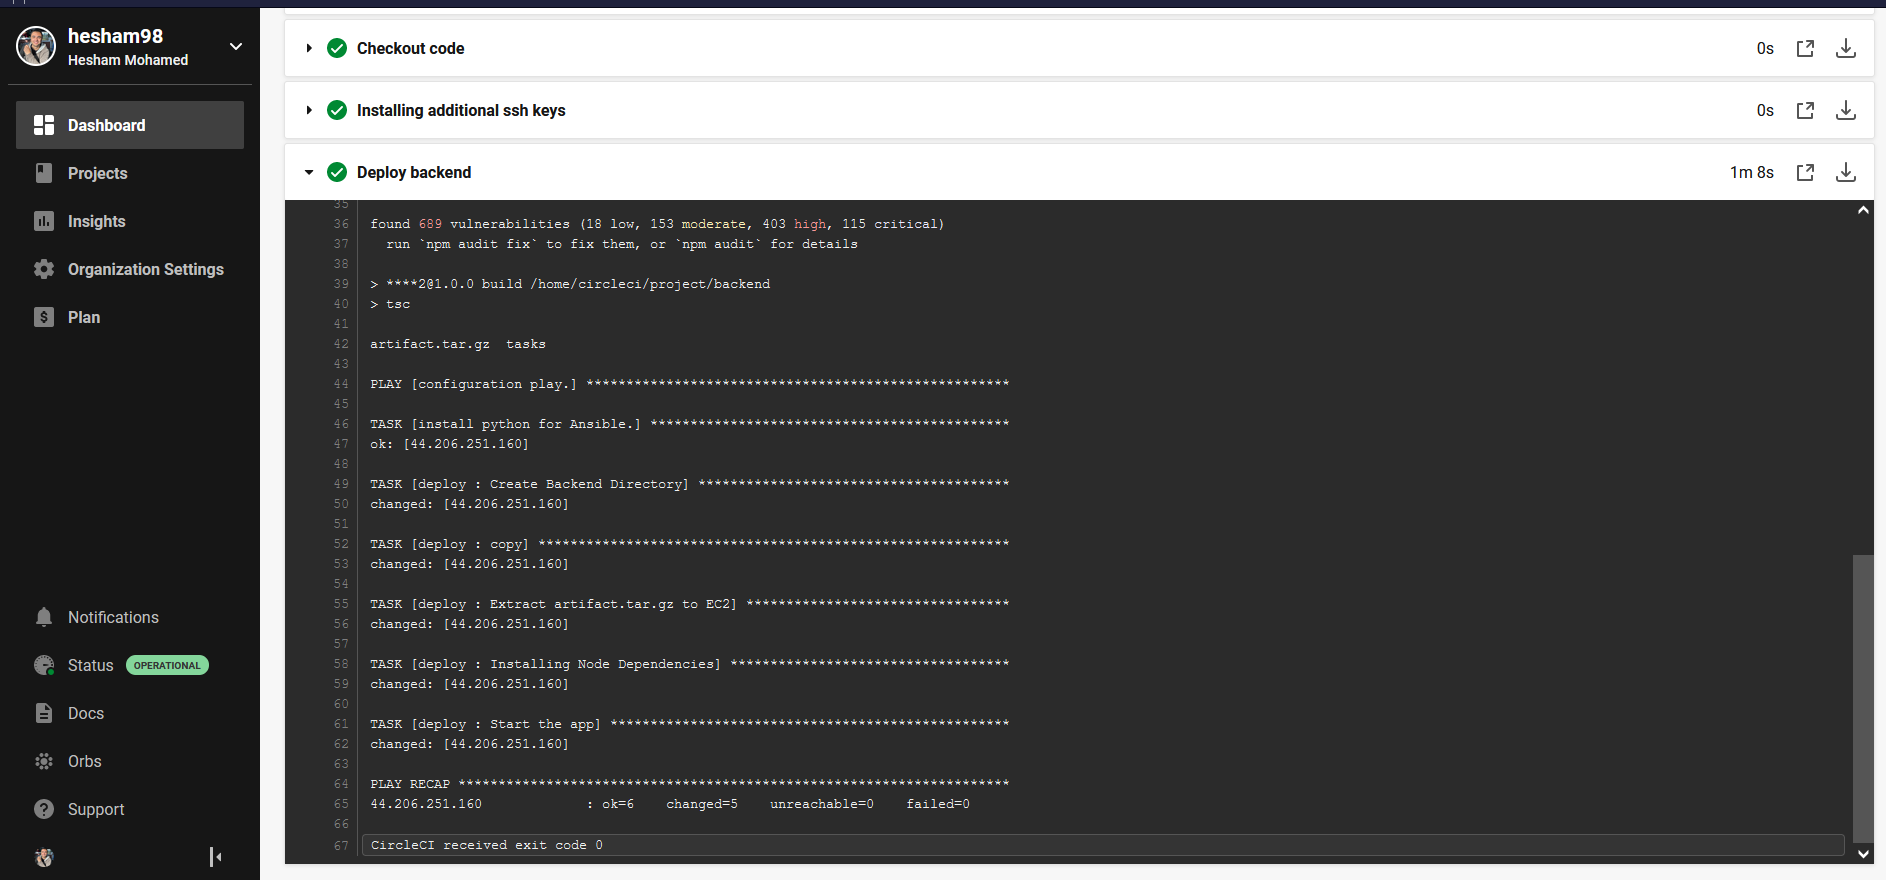 hesham98
Hesham Mohamed
Dashboard
Projects
Insights
Organization Settings
Plan
Notifications
Status OPERATIONAL
Docs
Orbs
Support
Checkout code 0s
Installing additional ssh keys 0s
Deploy backend 1m 8s
35
36 found 689 vulnerabilities (18 low, 153 moderate, 403 high, 115 critical)
37 run `npm audit fix` to fix them, or `npm audit` for details
38
39 > ****2@1.0.0 build /home/circleci/project/backend
40 > tsc
41
42 artifact.tar.gz  tasks
43
44 PLAY [configuration play.] *****************************************************
45
46 TASK [install python for Ansible.] *********************************************
47 ok: [44.206.251.160]
48
49 TASK [deploy : Create Backend Directory] ***************************************
50 changed: [44.206.251.160]
51
52 TASK [deploy : copy] ***********************************************************
53 changed: [44.206.251.160]
54
55 TASK [deploy : Extract artifact.tar.gz to EC2] *********************************
56 changed: [44.206.251.160]
57
58 TASK [deploy : Installing Node Dependencies] ***********************************
59 changed: [44.206.251.160]
60
61 TASK [deploy : Start the app] **************************************************
62 changed: [44.206.251.160]
63
64 PLAY RECAP *********************************************************************
65 44.206.251.160             : ok=6    changed=5    unreachable=0    failed=0
66
67 CircleCI received exit code 0